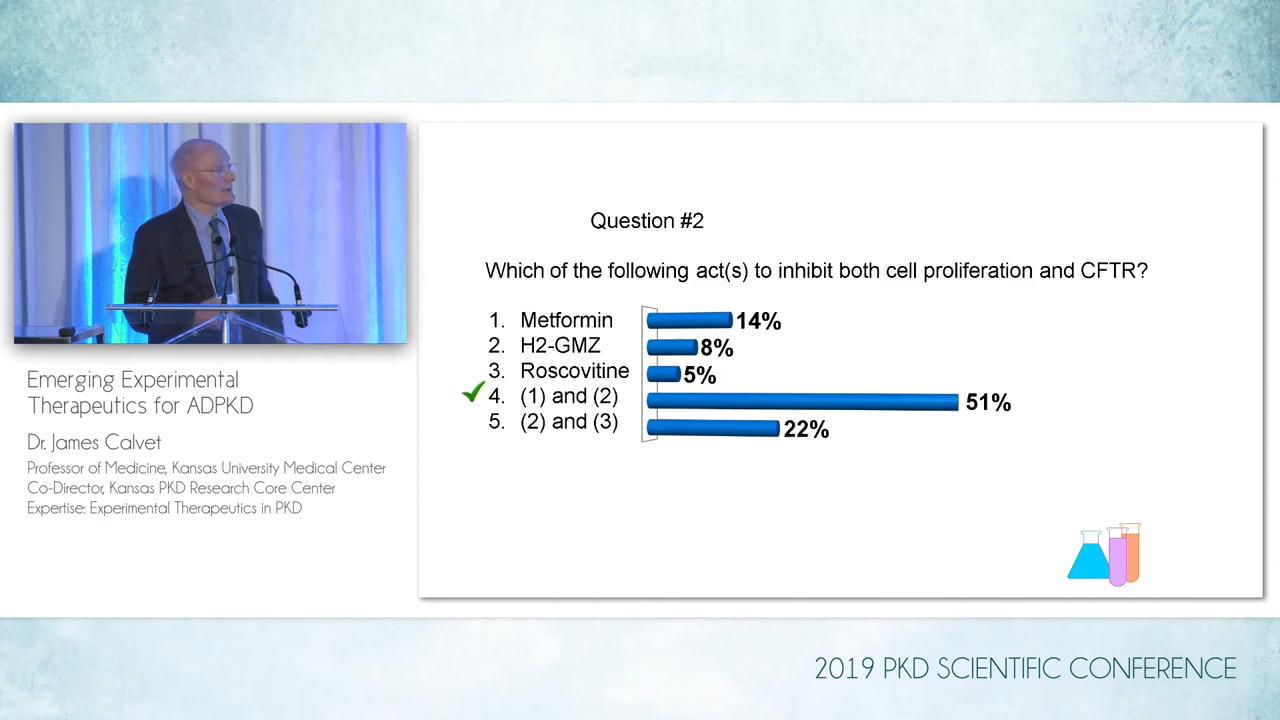 Emerging Experimental
Therapeutics for ADPKD
Dr. James Calvet
Professor of Medicine, Kansas University Medical Center
Co-Director, Kansas PKD Research Core Center
Expertise: Experimental Therapeutics in PKD
Question #2
Which of the following act(s) to inhibit both cell proliferation and CFTR?
1. Metformin 14%
2. H2-GMZ 8%
3. Roscovitine 5%
4. (1) and (2) 51%
5. (2) and (3) 22%
2019 PKD SCIENTIFIC CONFERENCE